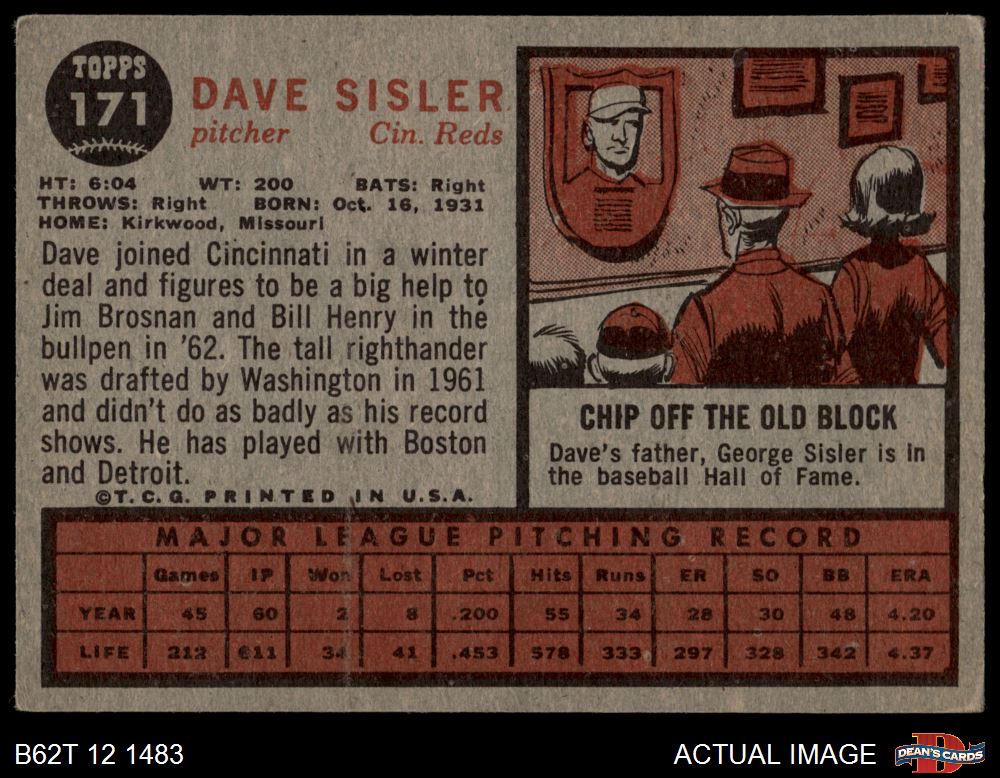 TOPPS
171
DAVE SISLER
pitcher Cin. Reds
HT: 6:04 WT: 200 BATS: Right
THROWS: Right BORN: Oct. 16, 1931
HOME: Kirkwood, Missouri
Dave joined Cincinnati in a winter
deal and figures to be a big help to
Jim Brosnan and Bill Henry in the
bullpen in '62. The tall righthander
was drafted by Washington in 1961
and didn't do as badly as his record
shows. He has played with Boston
and Detroit.
©T.C.G. PRINTED IN U.S.A.
CHIP OFF THE OLD BLOCK
Dave's father, George Sisler is in
the baseball Hall of Fame.
MAJOR LEAGUE PITCHING RECORD
Games IP Won Lost Pct Hits Runs ER SO BB ERA
YEAR 45 60 2 8 .200 55 34 28 30 48 4.20
LIFE 212 611 34 41 .453 578 333 297 328 342 4.37
B62T 12 1483
ACTUAL IMAGE
DEAN'S CARDS